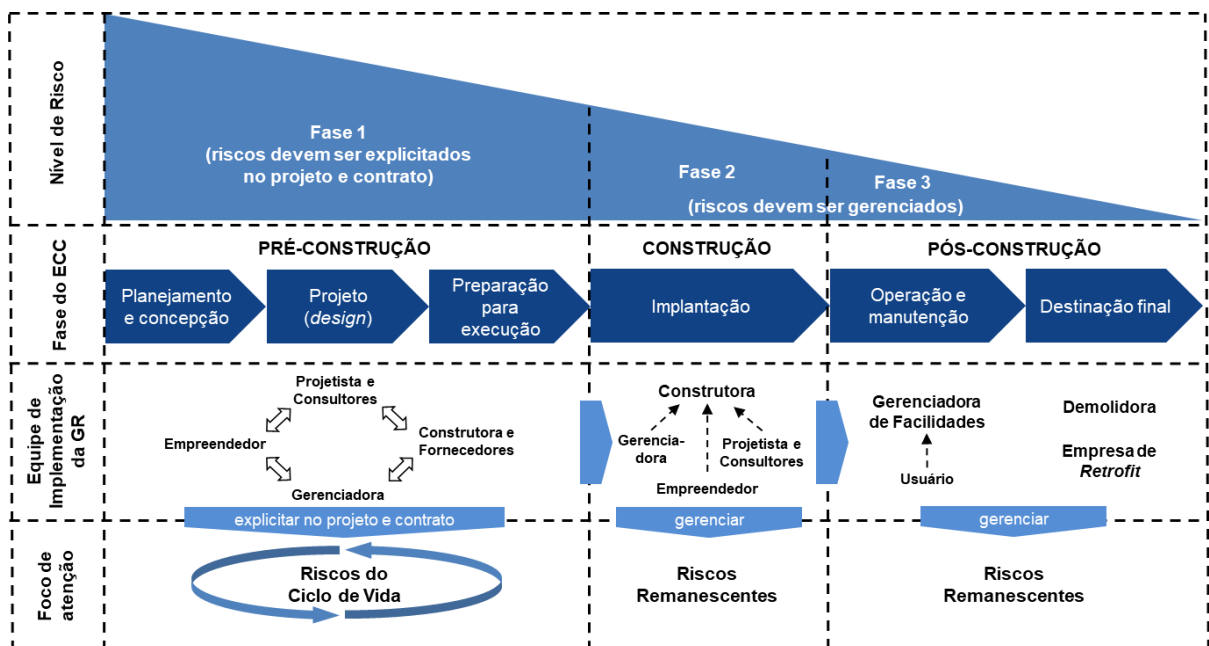 Nível de Risco
Fase 1
(riscos devem ser explicitados
no projeto e contrato)
Fase 2
Fase 3
(riscos devem ser gerenciados)
Fase do ECC
PRÉ-CONSTRUÇÃO
CONSTRUÇÃO
PÓS-CONSTRUÇÃO
Planejamento
e concepção
Projeto
(design)
Preparação
para
execução
Implantação
Operação e
manutenção
Destinação final
Equipe de
Implementação
da GR
Projetista e
Consultores
Empreendedor
Construtora e
Fornecedores
Gerenciadora
Construtora
Gerencia-
dora
Projetista e
Consultores
Empreendedor
Gerenciadora
de Facilidades
Usuário
Demolidora
Empresa de
Retrofit
explicitar no projeto e contrato
gerenciar
gerenciar
Foco de
atenção
Riscos do
Ciclo de Vida
Riscos
Remanescentes
Riscos
Remanescentes